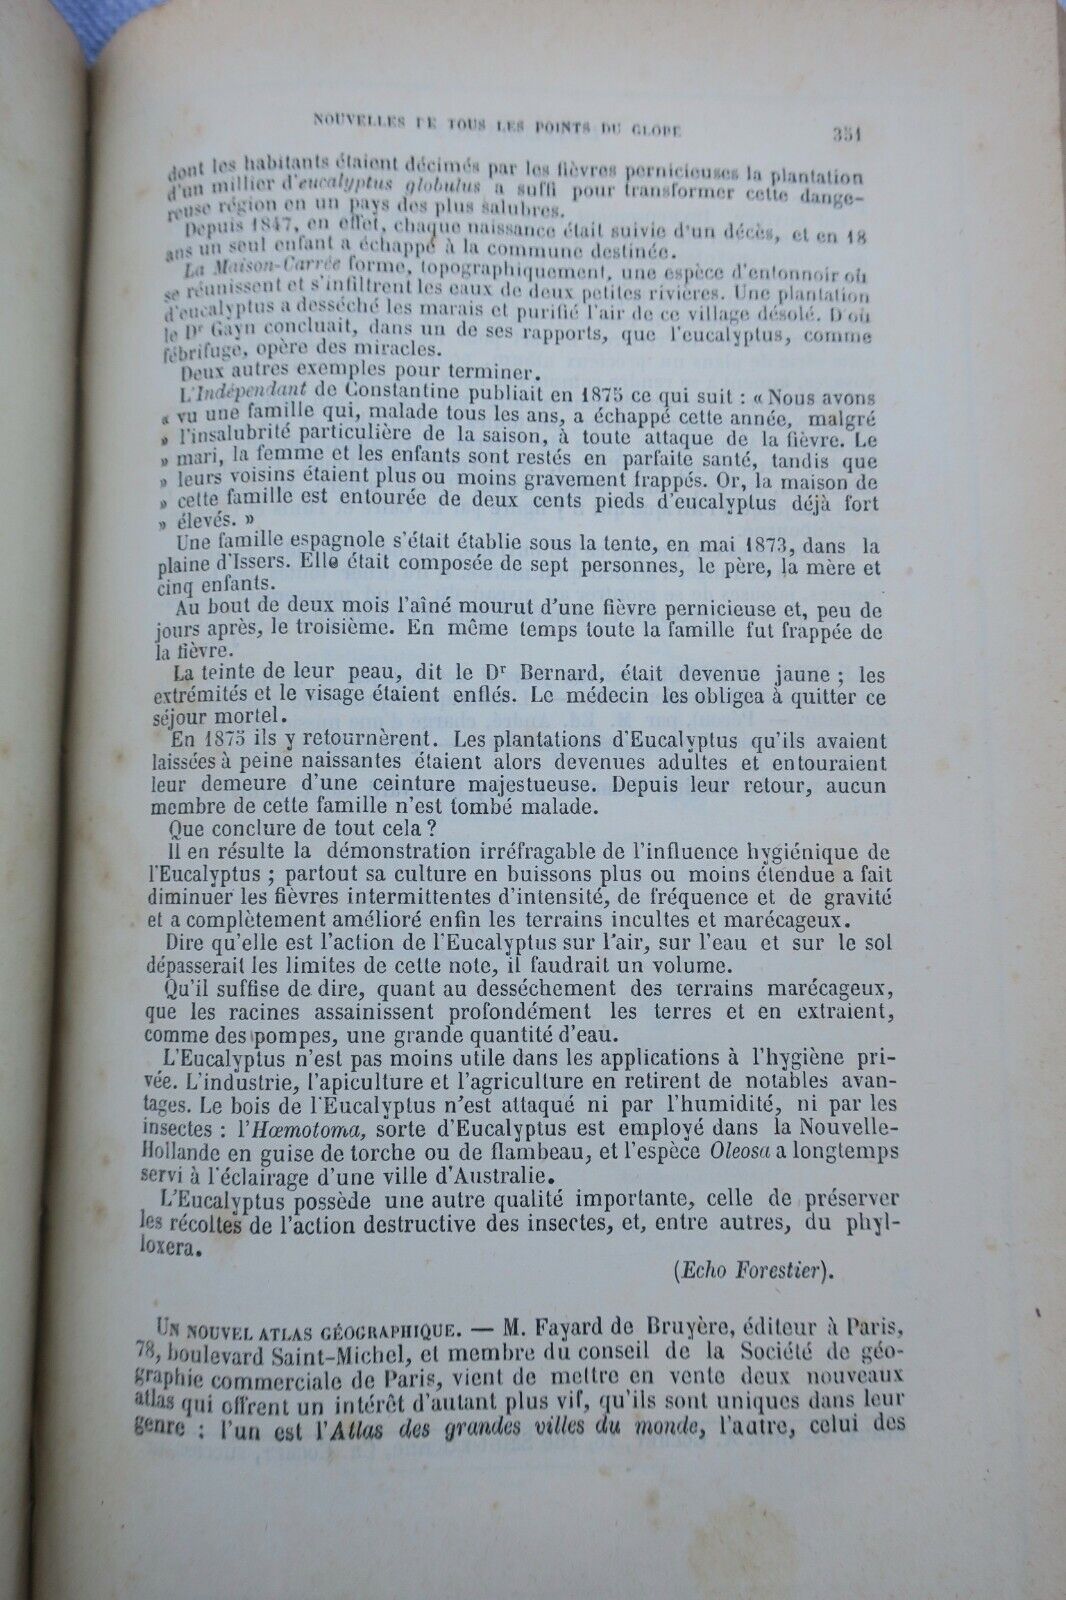 NOUVELLES DE TOUS LES POINTS DU GLOBE 351
dont les habitants étaient décimés par les fièvres pernicieuses la plantation
d'un millier d'eucalyptus globulus a suffi pour transformer cette dange-
reuse région en un pays des plus salubres.
Depuis 1847, en effet, chaque naissance était suivie d'un décès, et en 18
ans un seul enfant a échappé à la commune destinée.
La Maison-Carrée forme, topographiquement, une espèce d'entonnoir où
se réunissent et s'infiltrent les eaux de deux petites rivières. Une plantation
d'eucalyptus a desséché les marais et purifié l'air de ce village désolé. D'où
le Dr Gayn concluait, dans un de ses rapports, que l'eucalyptus, comme
fébrifuge, opère des miracles.
Deux autres exemples pour terminer.
L'Indépendant de Constantine publiait en 1875 ce qui suit : « Nous avons
« vu une famille qui, malade tous les ans, a échappé cette année, malgré
» l'insalubrité particulière de la saison, à toute attaque de la fièvre. Le
» mari, la femme et les enfants sont restés en parfaite santé, tandis que
» leurs voisins étaient plus ou moins gravement frappés. Or, la maison de
» cette famille est entourée de deux cents pieds d'eucalyptus déjà fort
» élevés. »
Une famille espagnole s'était établie sous la tente, en mai 1873, dans la
plaine d'Issers. Elle était composée de sept personnes, le père, la mère et
cinq enfants.
Au bout de deux mois l'aîné mourut d'une fièvre pernicieuse et, peu de
jours après, le troisième. En même temps toute la famille fut frappée de
la fièvre.
La teinte de leur peau, dit le Dr Bernard, était devenue jaune ; les
extrémités et le visage étaient enflés. Le médecin les obligea à quitter ce
séjour mortel.
En 1875 ils y retournèrent. Les plantations d'Eucalyptus qu'ils avaient
laissées à peine naissantes étaient alors devenues adultes et entouraient
leur demeure d'une ceinture majestueuse. Depuis leur retour, aucun
membre de cette famille n'est tombé malade.
Que conclure de tout cela ?
Il en résulte la démonstration irréfragable de l'influence hygiénique de
l'Eucalyptus ; partout sa culture en buissons plus ou moins étendue a fait
diminuer les fièvres intermittentes d'intensité, de fréquence et de gravité
et a complètement amélioré enfin les terrains incultes et marécageux.
Dire qu'elle est l'action de l'Eucalyptus sur l'air, sur l'eau et sur le sol
dépasserait les limites de cette note, il faudrait un volume.
Qu'il suffise de dire, quant au desséchement des terrains marécageux,
que les racines assainissent profondément les terres et en extraient,
comme des pompes, une grande quantité d'eau.
L'Eucalyptus n'est pas moins utile dans les applications à l'hygiène pri-
vée. L'industrie, l'apiculture et l'agriculture en retirent de notables avan-
tages. Le bois de l'Eucalyptus n'est attaqué ni par l'humidité, ni par les
insectes : l'Hœmotoma, sorte d'Eucalyptus est employé dans la Nouvelle-
Hollande en guise de torche ou de flambeau, et l'espèce Oleosa a longtemps
servi à l'éclairage d'une ville d'Australie.
L'Eucalyptus possède une autre qualité importante, celle de préserver
les récoltes de l'action destructive des insectes, et, entre autres, du phyl-
loxera.
(Echo Forestier).
UN NOUVEL ATLAS GÉOGRAPHIQUE. — M. Fayard de Bruyère, éditeur à Paris,
78, boulevard Saint-Michel, et membre du conseil de la Société de géo-
graphie commerciale de Paris, vient de mettre en vente deux nouveaux
atlas qui offrent un intérêt d'autant plus vif, qu'ils sont uniques dans leur
genre : l'un est l'Atlas des grandes villes du monde, l'autre, celui des